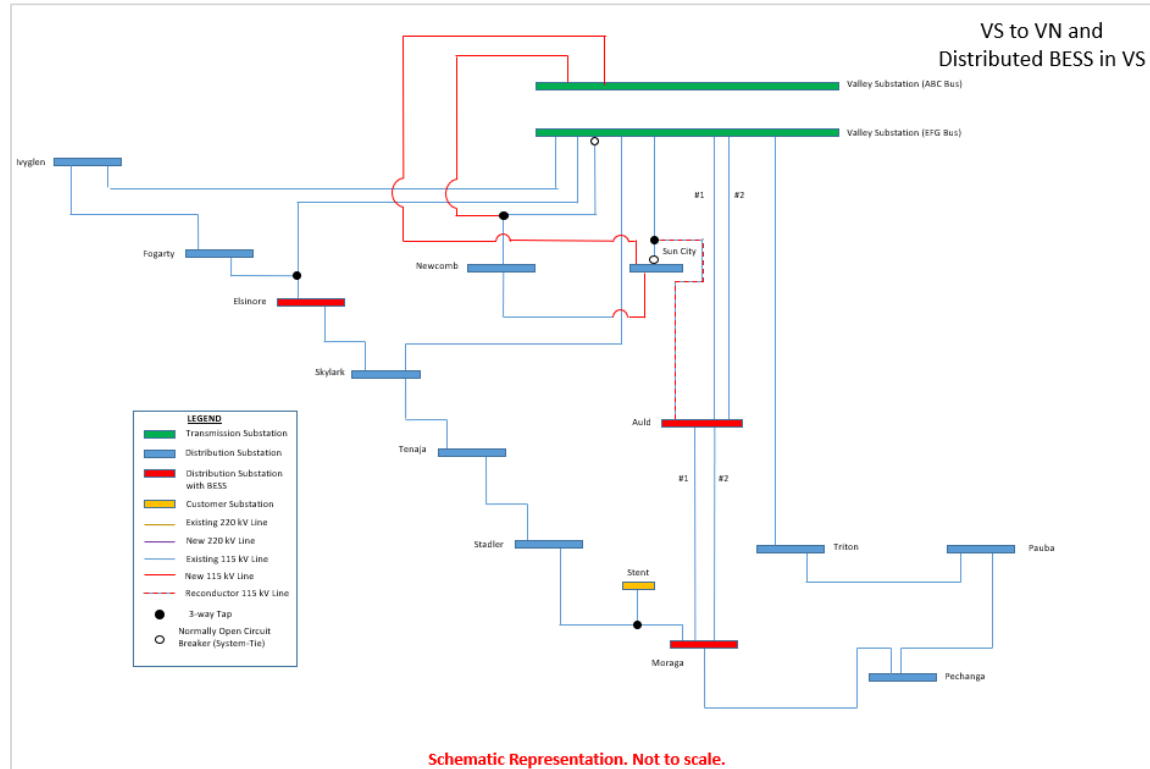 VS to VN and
Distributed BESS in VS
Valley Substation (ABC Bus)
Valley Substation (EFG Bus)
Ivyglen
#1
#2
Fogarty
Newcomb
Sun City
Elsinore
Skylark
LEGEND
Transmission Substation
Distribution Substation
Distribution Substation
with BESS
Customer Substation
Existing 220 kV Line
New 220 kV Line
Existing 115 kV Line
New 115 kV Line
Reconductor 115 kV Line
3-way Tap
Normally Open Circuit
Breaker (System-Tie)
Auld
Tenaja
#1
#2
Stadler
Triton
Pauba
Stent
Moraga
Pechanga
Schematic Representation. Not to scale.